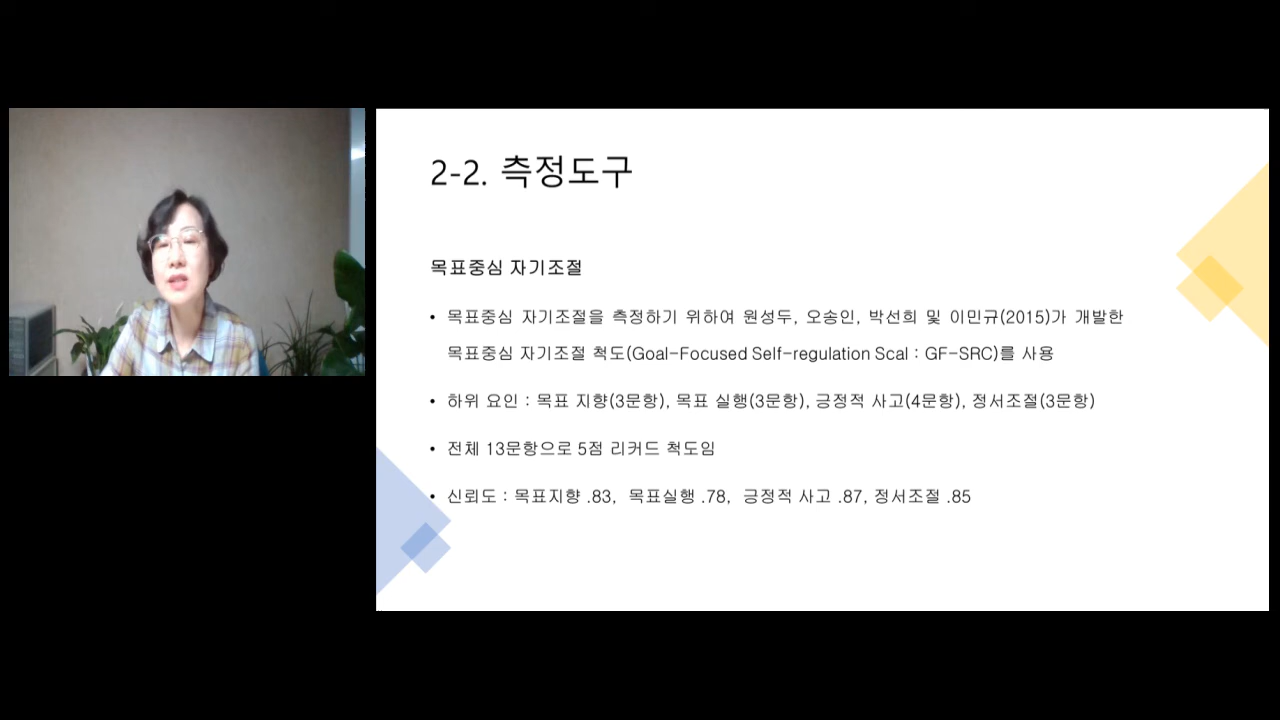 2-2. 측정도구
목표중심 자기조절
• 목표중심 자기조절을 측정하기 위하여 원성두, 오송인, 박선희 및 이민규(2015)가 개발한
목표중심 자기조절 척도(Goal-Focused Self-regulation Scal : GF-SRC)를 사용
• 하위 요인 : 목표 지향(3문항), 목표 실행(3문항), 긍정적 사고(4문항), 정서조절(3문항)
• 전체 13문항으로 5점 리커드 척도임
• 신뢰도 : 목표지향 .83, 목표실행 .78, 긍정적 사고 .87, 정서조절 .85